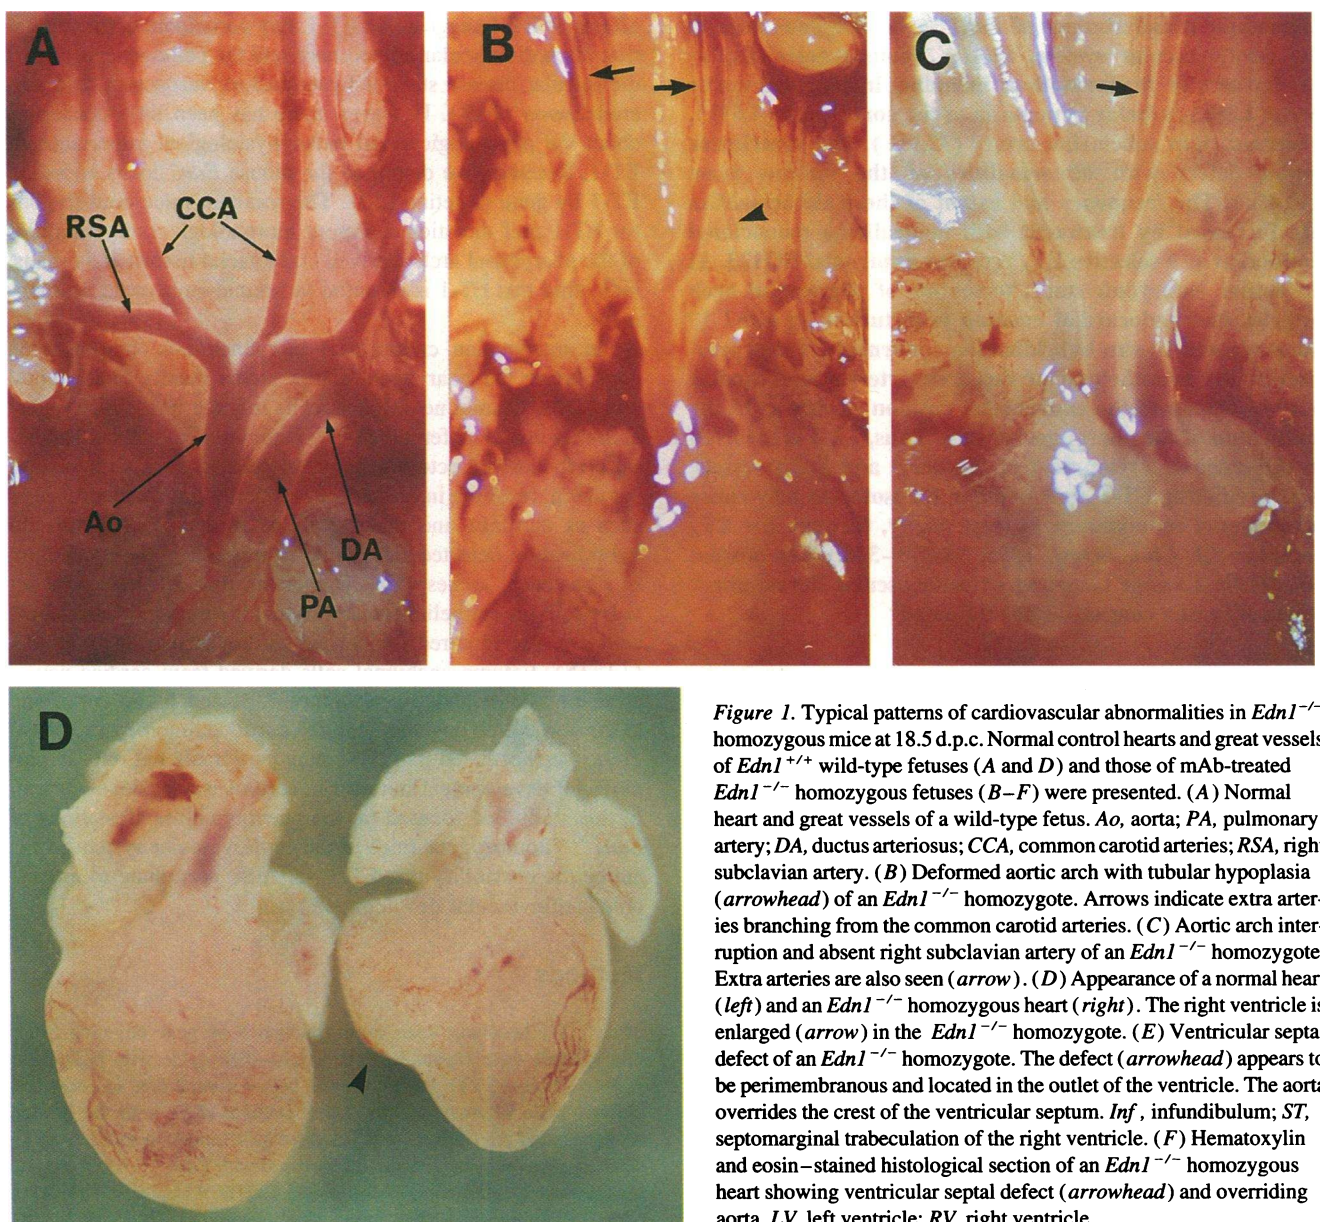 A
B
C
RSA
CCA
Ao
DA
PA
D
Figure 1. Typical patterns of cardiovascular abnormalities in Edn1⁻/⁻
homozygous mice at 18.5 d.p.c. Normal control hearts and great vessels
of Edn1⁺/⁺ wild-type fetuses (A and D) and those of mAb-treated
Edn1⁻/⁻ homozygous fetuses (B–F) were presented. (A) Normal
heart and great vessels of a wild-type fetus. Ao, aorta; PA, pulmonary
artery; DA, ductus arteriosus; CCA, common carotid arteries; RSA, right
subclavian artery. (B) Deformed aortic arch with tubular hypoplasia
(arrowhead) of an Edn1⁻/⁻ homozygote. Arrows indicate extra arter-
ies branching from the common carotid arteries. (C) Aortic arch inter-
ruption and absent right subclavian artery of an Edn1⁻/⁻ homozygote
Extra arteries are also seen (arrow). (D) Appearance of a normal hear
(left) and an Edn1⁻/⁻ homozygous heart (right). The right ventricle is
enlarged (arrow) in the Edn1⁻/⁻ homozygote. (E) Ventricular septa
defect of an Edn1⁻/⁻ homozygote. The defect (arrowhead) appears to
be perimembranous and located in the outlet of the ventricle. The aorta
overrides the crest of the ventricular septum. Inf, infundibulum; ST,
septomarginal trabeculation of the right ventricle. (F) Hematoxylin
and eosin–stained histological section of an Edn1⁻/⁻ homozygous
heart showing ventricular septal defect (arrowhead) and overriding
aorta. LV, left ventricle; RV, right ventricle.